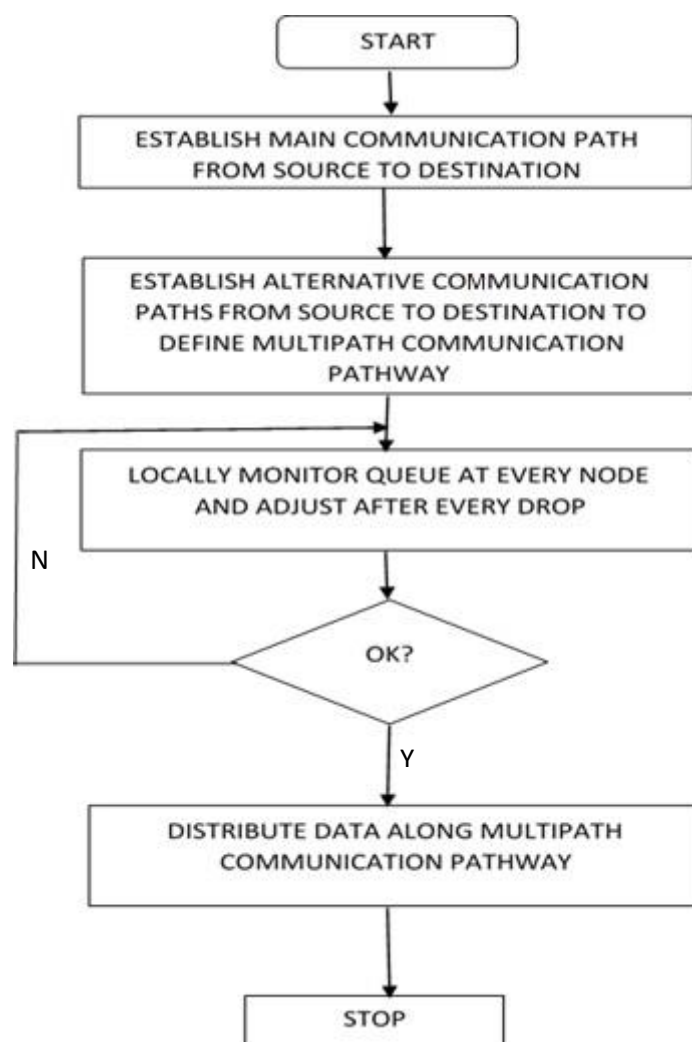 START
ESTABLISH MAIN COMMUNICATION PATH
FROM SOURCE TO DESTINATION
ESTABLISH ALTERNATIVE COMMUNICATION
PATHS FROM SOURCE TO DESTINATION TO
DEFINE MULTIPATH COMMUNICATION
PATHWAY
LOCALLY MONITOR QUEUE AT EVERY NODE
AND ADJUST AFTER EVERY DROP
N
OK?
Y
DISTRIBUTE DATA ALONG MULTIPATH
COMMUNICATION PATHWAY
STOP